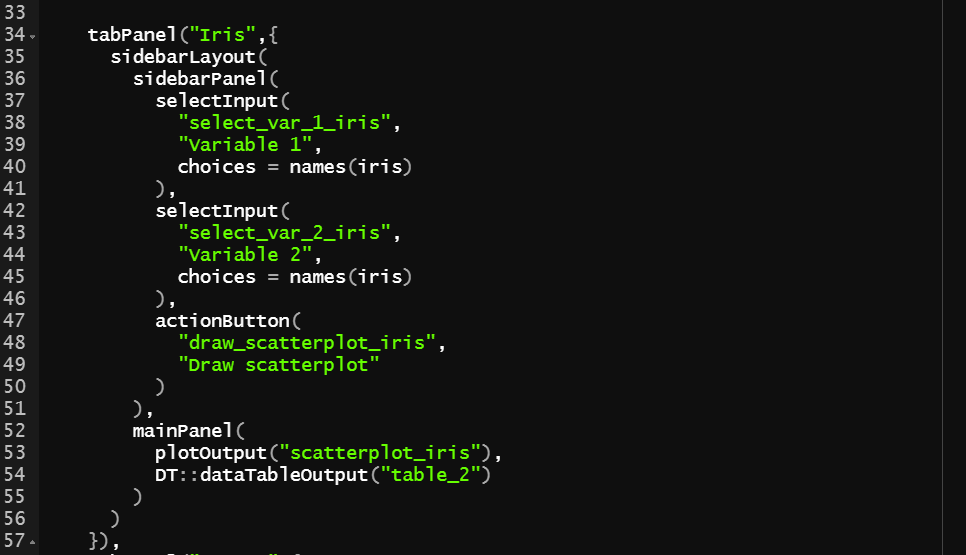 33
34 tabPanel("Iris",{
35 sidebarLayout(
36 sidebarPanel(
37 selectInput(
38 "select_var_1_iris",
39 "Variable 1",
40 choices = names(iris)
41 ),
42 selectInput(
43 "select_var_2_iris",
44 "Variable 2",
45 choices = names(iris)
46 ),
47 actionButton(
48 "draw_scatterplot_iris",
49 "Draw scatterplot"
50 )
51 ),
52 mainPanel(
53 plotOutput("scatterplot_iris"),
54 DT::dataTableOutput("table_2")
55 )
56 )
57 }),